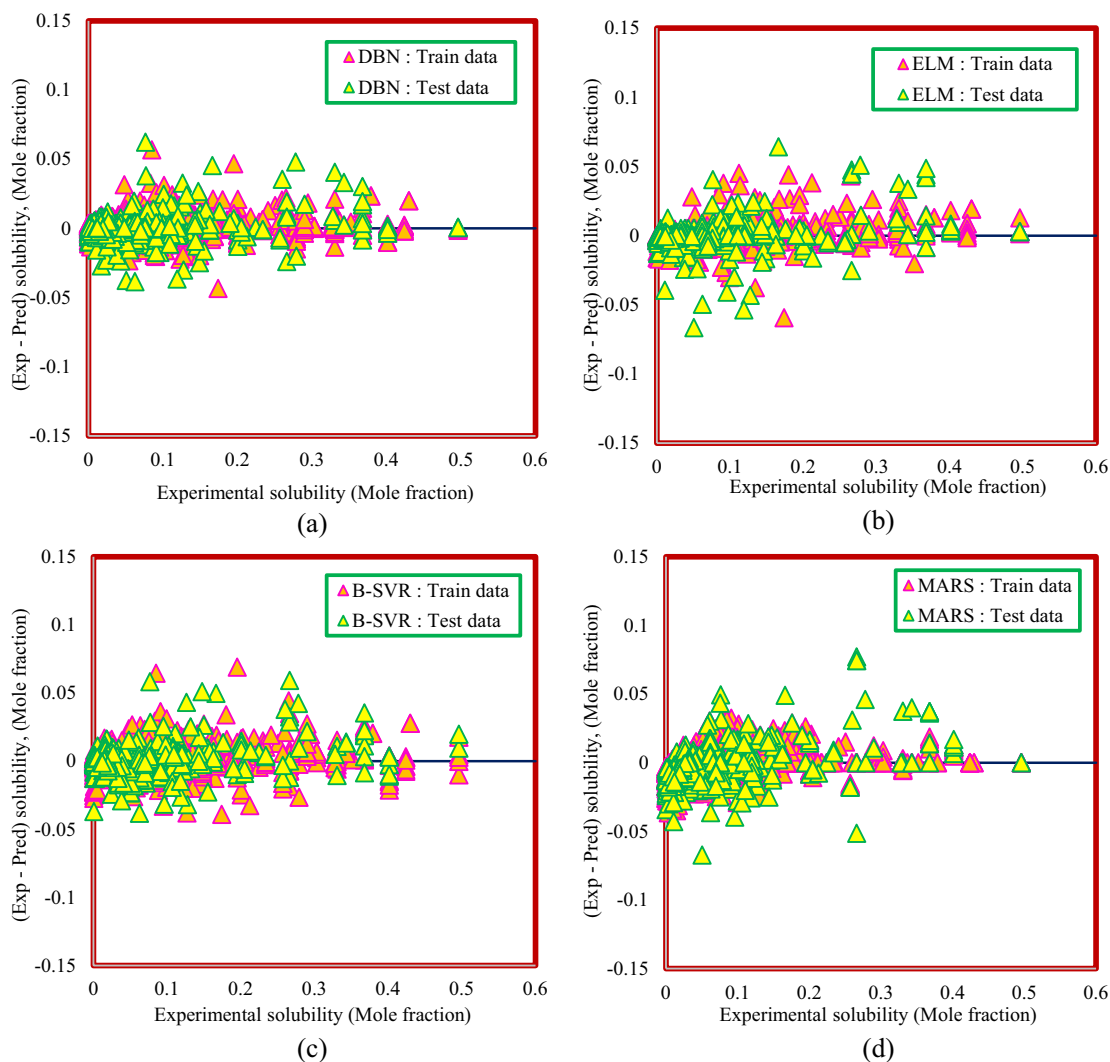 0.15
0.1
0.05
0
-0.05
-0.1
-0.15
(Exp - Pred) solubility, (Mole fraction)
DBN : Train data
DBN : Test data
0 0.1 0.2 0.3 0.4 0.5 0.6
Experimental solubility (Mole fraction)
(a)
0.15
0.1
0.05
0
-0.05
-0.1
-0.15
(Exp - Pred) solubility, (Mole fraction)
ELM : Train data
ELM : Test data
0 0.1 0.2 0.3 0.4 0.5 0.6
Experimental solubility (Mole fraction)
(b)
0.15
0.1
0.05
0
-0.05
-0.1
-0.15
(Exp - Pred) solubility, (Mole fraction)
B-SVR : Train data
B-SVR : Test data
0 0.1 0.2 0.3 0.4 0.5 0.6
Experimental solubility (Mole fraction)
(c)
0.15
0.1
0.05
0
-0.05
-0.1
-0.15
(Exp - Pred) solubility, (Mole fraction)
MARS : Train data
MARS : Test data
0 0.1 0.2 0.3 0.4 0.5 0.6
Experimental solubility (Mole fraction)
(d)